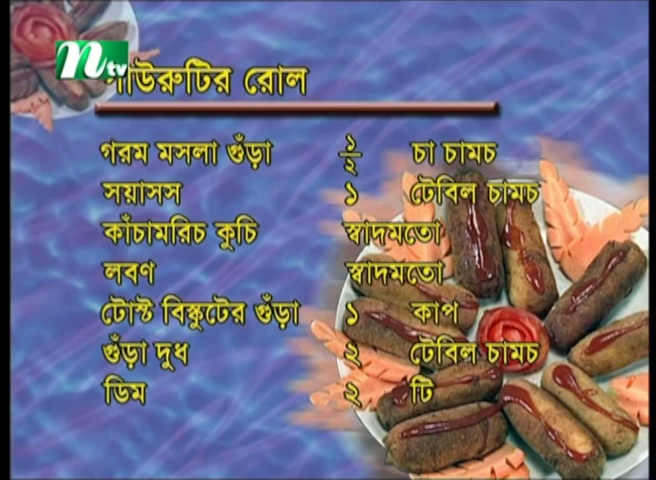 ntv
পাউরুটির রোল
গরম মসলা গুঁড়া ১/২ চা চামচ
সয়াসস ১ টেবিল চামচ
কাঁচামরিচ কুচি স্বাদমতো
লবণ স্বাদমতো
টোস্ট বিস্কুটের গুঁড়া ১ কাপ
গুঁড়া দুধ ২ টেবিল চামচ
ডিম ২ টি